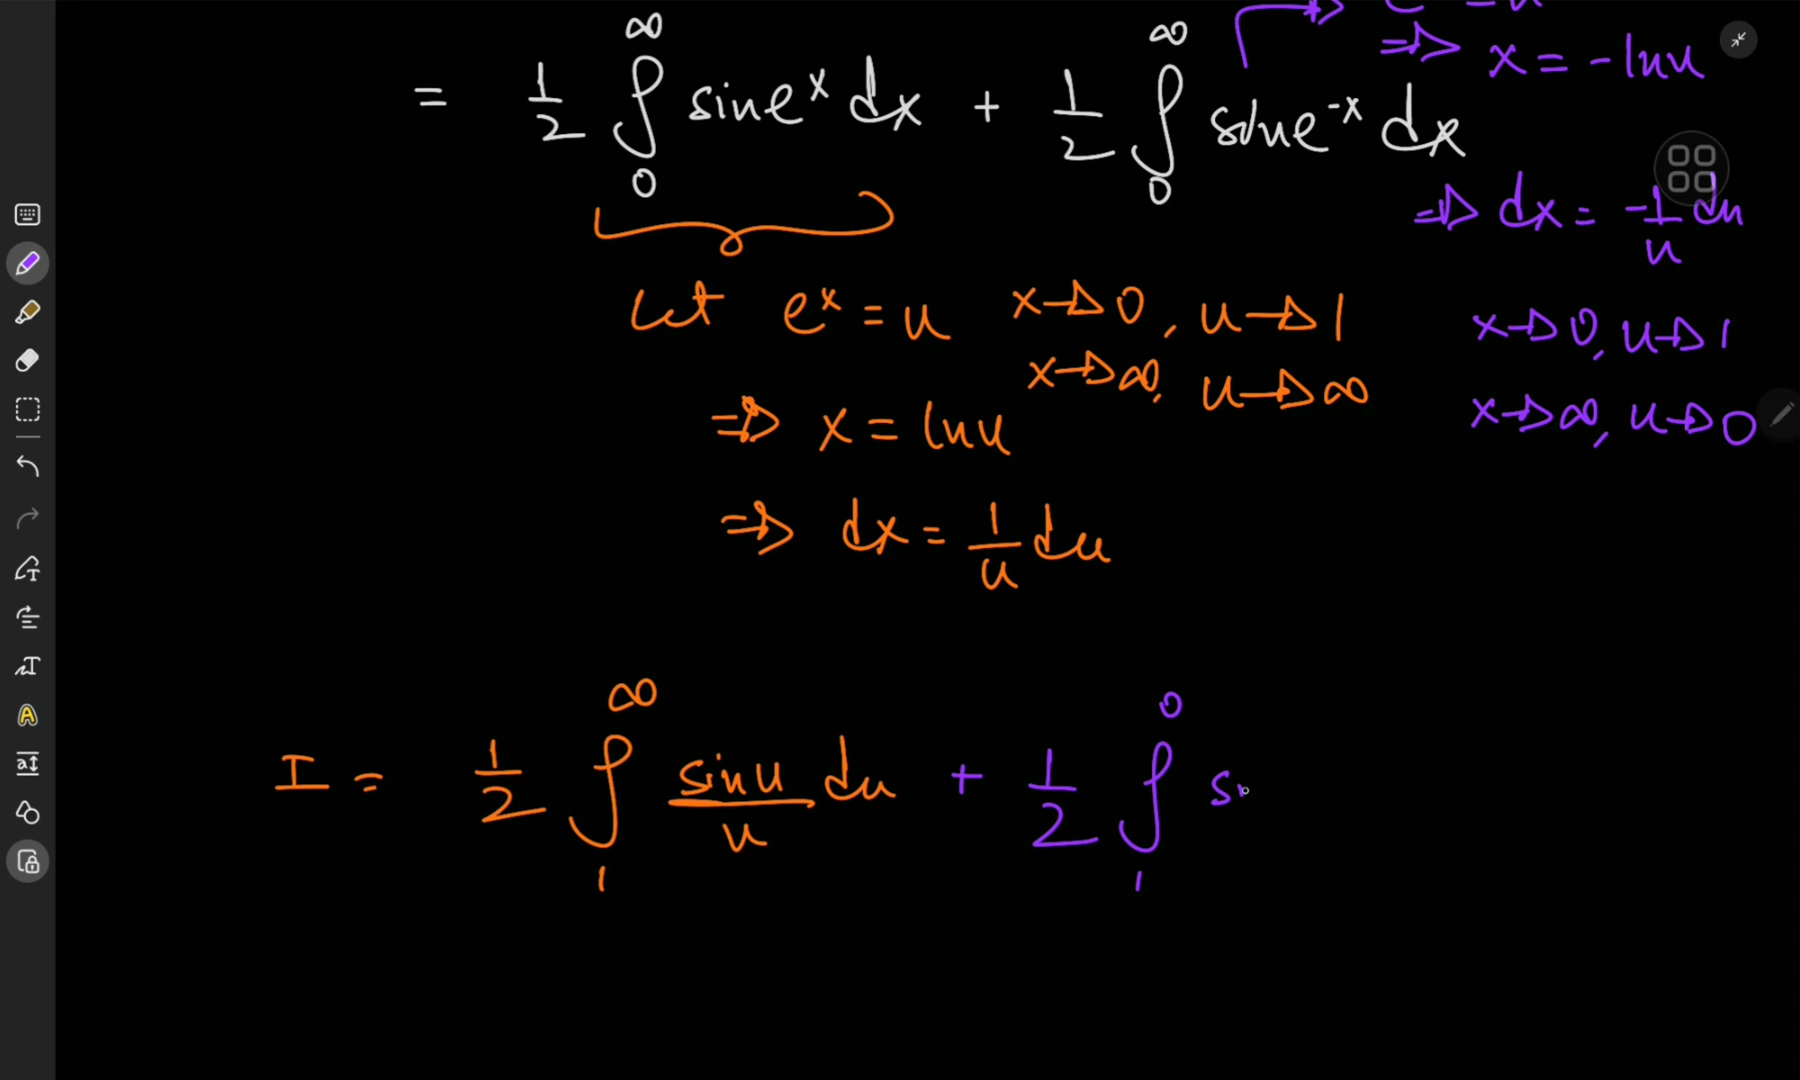 = 1/2 ∫₀^∞ sin e^x dx + 1/2 ∫₀^∞ sin e^-x dx
⇒ x = -ln u
⇒ dx = -1/u du
Let e^x = u x→0, u→1
x→∞, u→∞
x→0, u→1
x→∞, u→0
⇒ x = ln u
⇒ dx = 1/u du
I = 1/2 ∫₁^∞ sin u / u du + 1/2 ∫₁^0 s